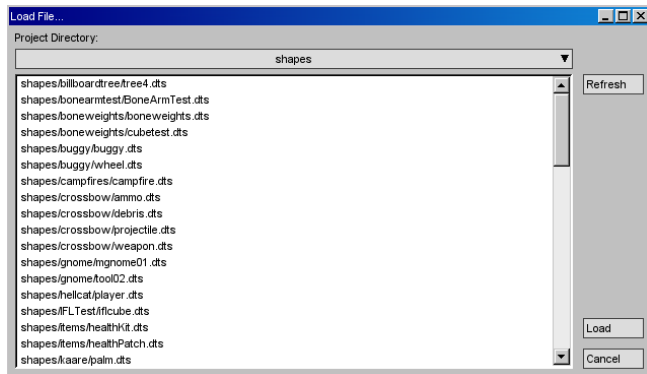 Load File...
Project Directory:
shapes
shapes/billboardtree/tree4.dts
shapes/bonearmtest/BoneArmTest.dts
shapes/boneweights/boneweights.dts
shapes/boneweights/cubetest.dts
shapes/buggy/buggy.dts
shapes/buggy/wheel.dts
shapes/campfires/campfire.dts
shapes/crossbow/ammo.dts
shapes/crossbow/debris.dts
shapes/crossbow/projectile.dts
shapes/crossbow/weapon.dts
shapes/gnome/mgnome01.dts
shapes/gnome/tool02.dts
shapes/hellcat/player.dts
shapes/IFLTest/iflcube.dts
shapes/items/healthKit.dts
shapes/items/healthPatch.dts
shapes/kaare/palm.dts
Refresh
Load
Cancel